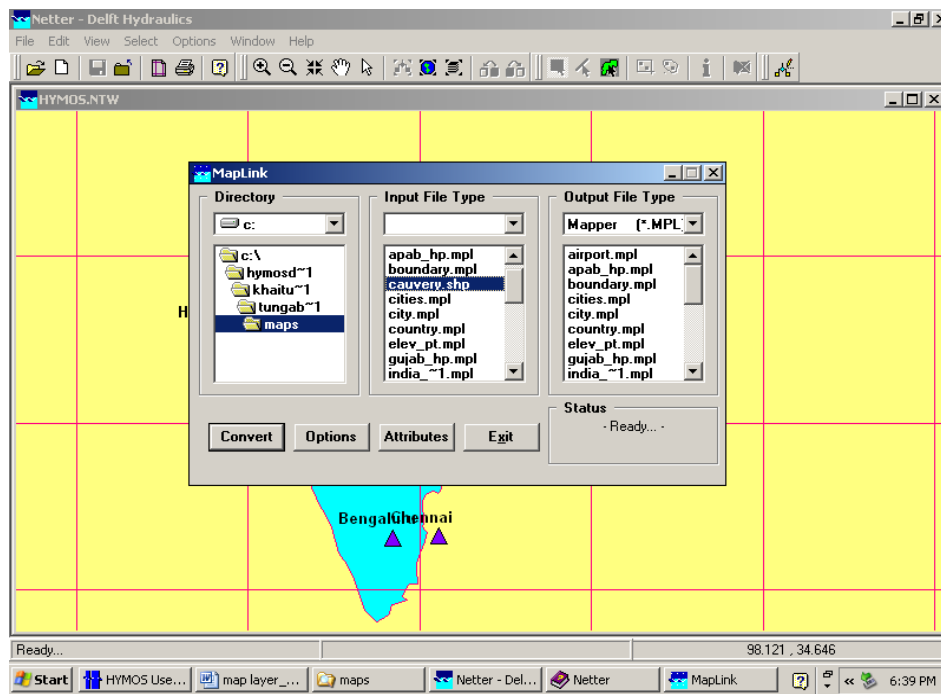 Netter - Delft Hydraulics
File Edit View Select Options Window Help
HYMOS.NTW
MapLink
Directory
c:
c:\
hymosd~1
khaitu~1
tungab~1
maps
Input File Type
apab_hp.mpl
boundary.mpl
cauvery.shp
cities.mpl
city.mpl
country.mpl
elev_pt.mpl
gujab_hp.mpl
india_~1.mpl
Output File Type
Mapper (*.MPL)
airport.mpl
apab_hp.mpl
boundary.mpl
cities.mpl
city.mpl
country.mpl
elev_pt.mpl
gujab_hp.mpl
india_~1.mpl
Convert Options Attributes Exit
Status
- Ready... -
H
Bengaluru Chennai
Ready... 98.121 , 34.646
Start HYMOS Use... map layer_... maps Netter - Del... Netter MapLink « 6:39 PM